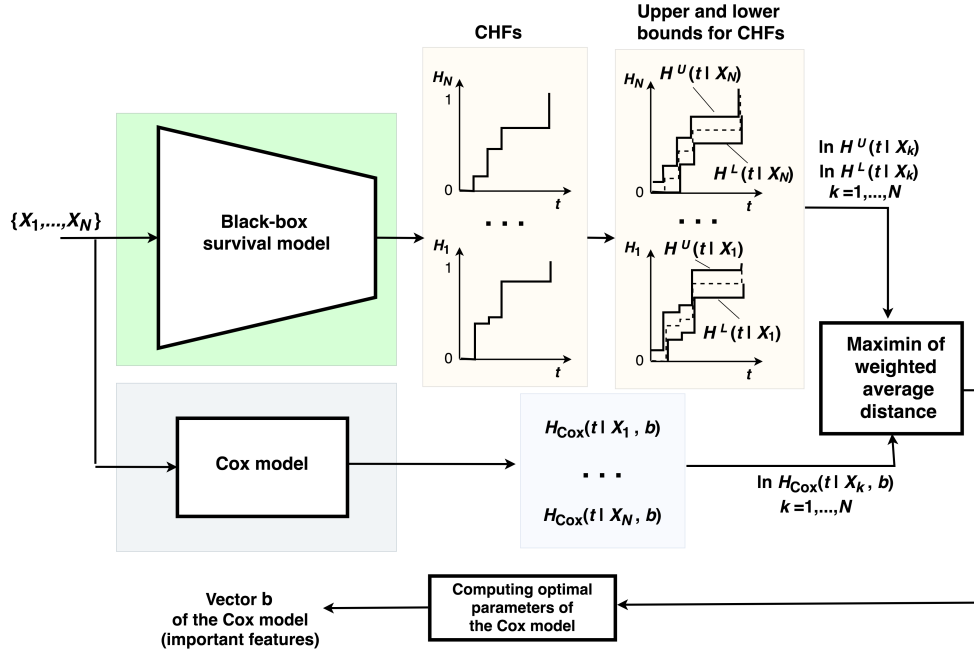 CHFs
Upper and lower
bounds for CHFs
H_N
1
0
t
H_N
H^U(t | X_N)
H^L(t | X_N)
0
t
ln H^U(t | X_k)
ln H^L(t | X_k)
k =1,...,N
{X_1,...,X_N}
Black-box
survival model
. . .
. . .
H_1
1
0
t
H_1
H^U(t | X_1)
H^L(t | X_1)
0
t
Maximin of
weighted
average
distance
Cox model
H_Cox(t | X_1 , b)
. . .
H_Cox(t | X_N , b)
ln H_Cox(t | X_k , b)
k =1,...,N
Vector b
of the Cox model
(important features)
Computing optimal
parameters of
the Cox model